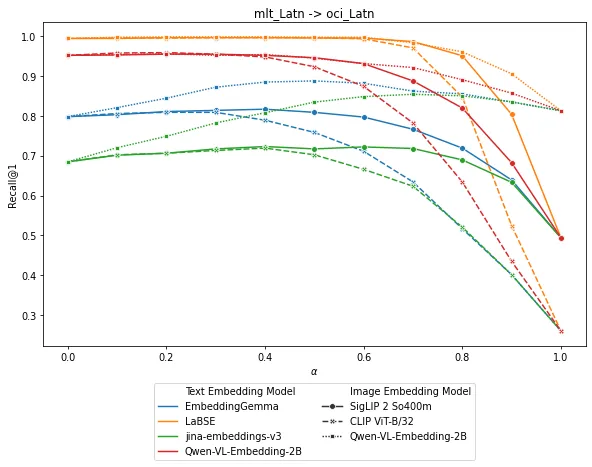 mlt_Latn -> oci_Latn
1.0
0.9
0.8
0.7
0.6
0.5
0.4
0.3
Recall@1
0.0 0.2 0.4 0.6 0.8 1.0
α
Text Embedding Model Image Embedding Model
EmbeddingGemma SigLIP 2 So400m
LaBSE CLIP ViT-B/32
jina-embeddings-v3 Qwen-VL-Embedding-2B
Qwen-VL-Embedding-2B